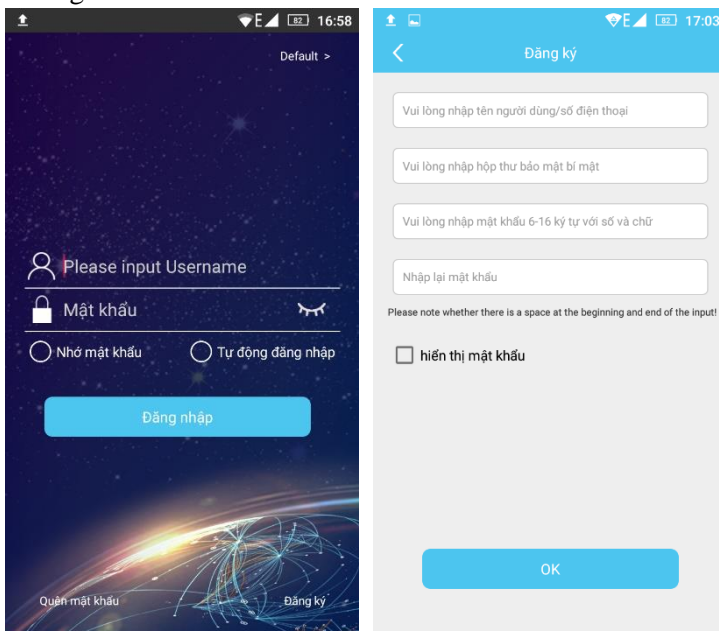 16:58
Default >
Please input Username
Mật khẩu
Nhớ mật khẩu
Tự động đăng nhập
Đăng nhập
Quên mật khẩu
Đăng ký
17:03
Đăng ký
Vui lòng nhập tên người dùng/số điện thoại
Vui lòng nhập hộp thư bảo mật bí mật
Vui lòng nhập mật khẩu 6-16 ký tự với số và chữ
Nhập lại mật khẩu
Please note whether there is a space at the beginning and end of the input!
hiển thị mật khẩu
OK